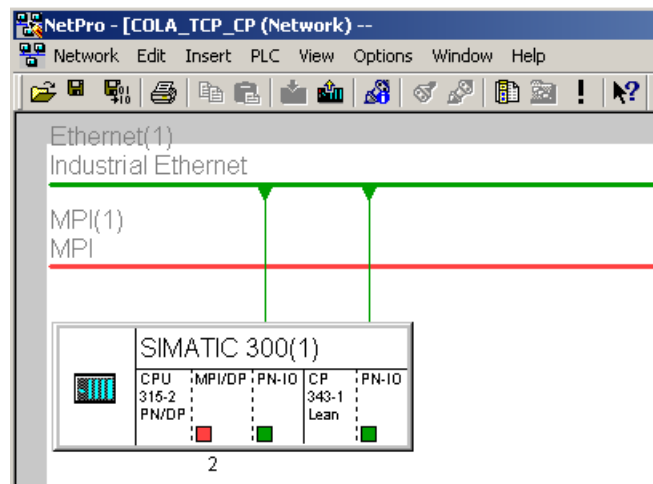 NetPro - [COLA_TCP_CP (Network) --
Network Edit Insert PLC View Options Window Help
Ethernet(1)
Industrial Ethernet
MPI(1)
MPI
SIMATIC 300(1)
CPU MPI/DP PN-IO CP PN-IO
315-2 343-1
PN/DP Lean
2